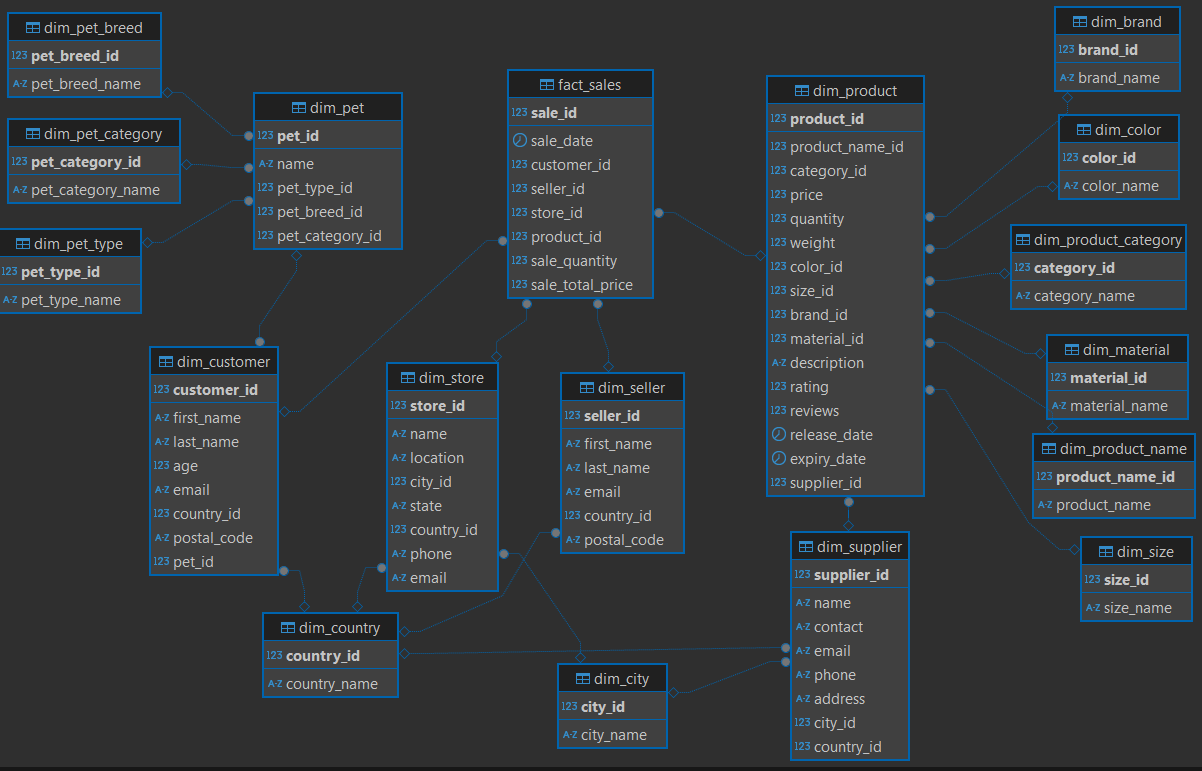 dim_pet_breed
123 pet_breed_id
A-Z pet_breed_name
dim_pet_category
123 pet_category_id
A-Z pet_category_name
dim_pet_type
123 pet_type_id
A-Z pet_type_name
dim_pet
123 pet_id
A-Z name
123 pet_type_id
123 pet_breed_id
123 pet_category_id
fact_sales
123 sale_id
sale_date
123 customer_id
123 seller_id
123 store_id
123 product_id
123 sale_quantity
123 sale_total_price
dim_product
123 product_id
123 product_name_id
123 category_id
123 price
123 quantity
123 weight
123 color_id
123 size_id
123 brand_id
123 material_id
A-Z description
123 rating
123 reviews
release_date
expiry_date
123 supplier_id
dim_brand
123 brand_id
A-Z brand_name
dim_color
123 color_id
A-Z color_name
dim_product_category
123 category_id
A-Z category_name
dim_material
123 material_id
A-Z material_name
dim_product_name
123 product_name_id
A-Z product_name
dim_size
123 size_id
A-Z size_name
dim_customer
123 customer_id
A-Z first_name
A-Z last_name
123 age
A-Z email
123 country_id
A-Z postal_code
123 pet_id
dim_store
123 store_id
A-Z name
A-Z location
123 city_id
A-Z state
123 country_id
A-Z phone
A-Z email
dim_seller
123 seller_id
A-Z first_name
A-Z last_name
A-Z email
123 country_id
A-Z postal_code
dim_supplier
123 supplier_id
A-Z name
A-Z contact
A-Z email
A-Z phone
A-Z address
123 city_id
123 country_id
dim_country
123 country_id
A-Z country_name
dim_city
123 city_id
A-Z city_name